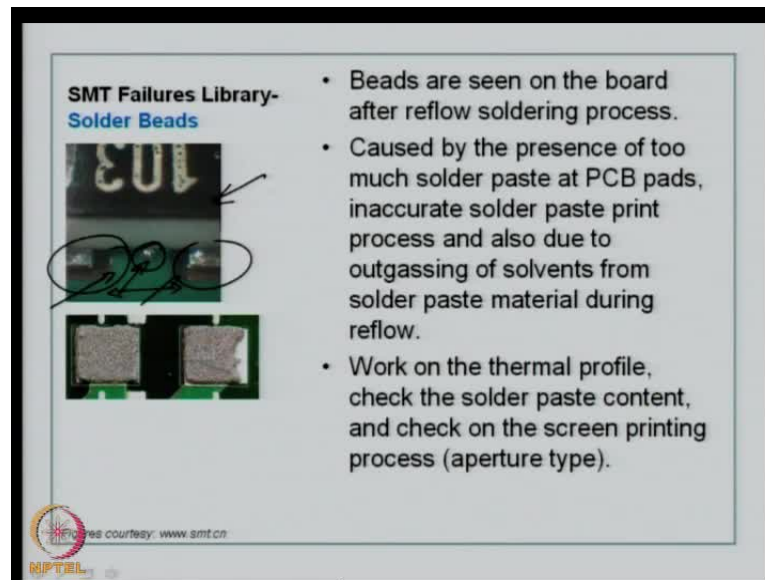 SMT Failures Library-
Solder Beads
103
• Beads are seen on the board
after reflow soldering process.
• Caused by the presence of too
much solder paste at PCB pads,
inaccurate solder paste print
process and also due to
outgassing of solvents from
solder paste material during
reflow.
• Work on the thermal profile,
check the solder paste content,
and check on the screen printing
process (aperture type).
Figures courtesy: www.smt.cn
NPTEL